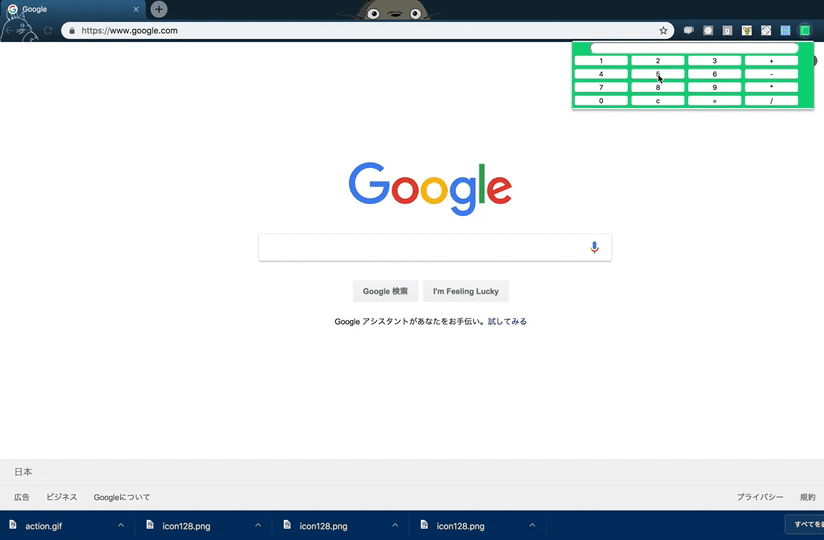 Google
https://www.google.com
1 2 3 +
4 5 6 -
7 8 9 *
0 c = /
Google
Google 検索 I'm Feeling Lucky
Google アシスタントがあなたをお手伝い。試してみる
日本
広告 ビジネス Googleについて プライバシー 規約
action.gif icon128.png icon128.png icon128.png すべてを